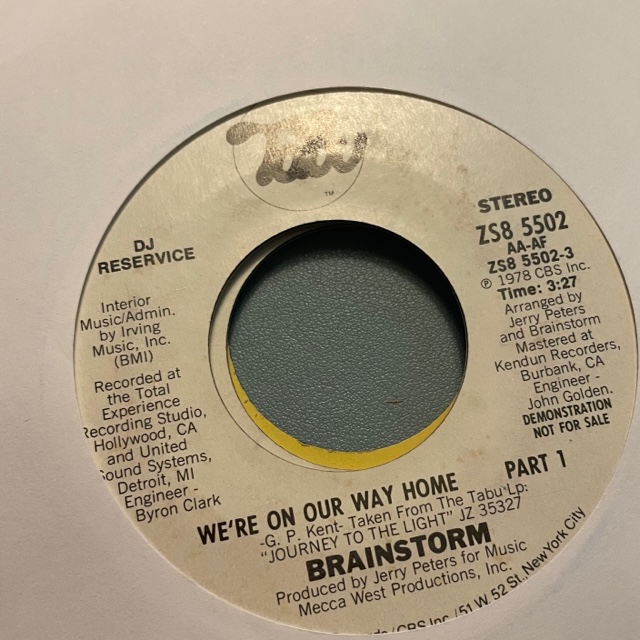 Tabu
TM
DJ
RESERVICE
Interior
Music/Admin.
by Irving
Music, Inc.
(BMI)
Recorded at
the Total
Experience
Recording Studio,
Hollywood, CA
and United
Sound Systems,
Detroit, MI
Engineer -
Byron Clark
STEREO
ZS8 5502
AA-AF
ZS8 5502-3
℗ 1978 CBS Inc.
Time: 3:27
Arranged by
Jerry Peters
and Brainstorm
Mastered at
Kendun Recorders,
Burbank, CA
Engineer -
John Golden.
DEMONSTRATION
NOT FOR SALE
PART 1
WE'RE ON OUR WAY HOME
-G. P. Kent- Taken From The Tabu Lp:
"JOURNEY TO THE LIGHT" JZ 35327
BRAINSTORM
Produced by Jerry Peters for Music
Mecca West Productions, Inc.
/CBS Inc./51 W. 52 St., New York City